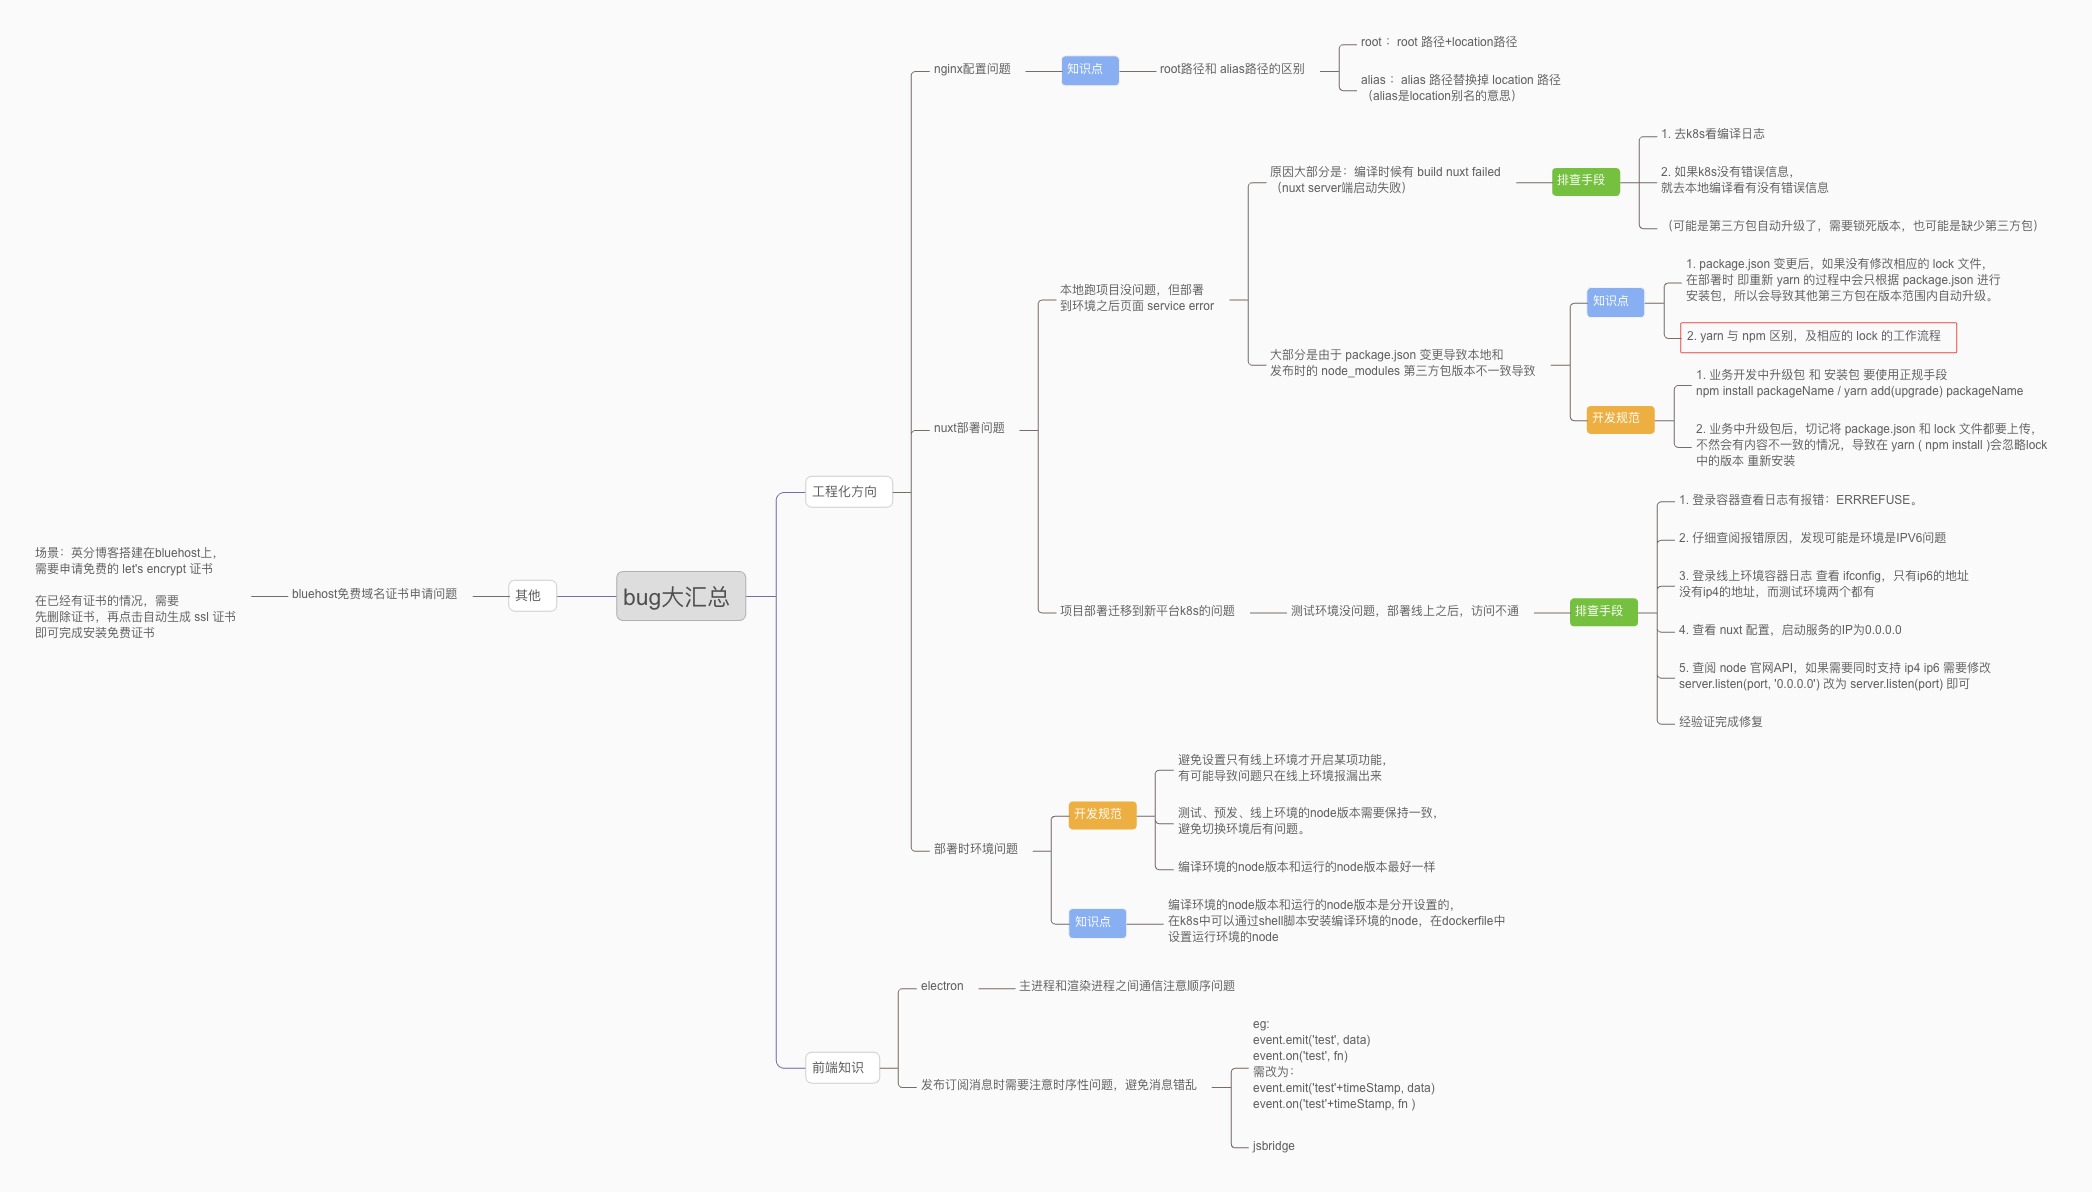 bug大汇总
工程化方向
nginx配置问题
知识点
root路径和 alias路径的区别
root： root 路径+location路径
alias： alias 路径替换掉 location 路径
（alias是location别名的意思）
nuxt部署问题
本地跑项目没问题，但部署
到环境之后页面 service error
原因大部分是：编译时候有 build nuxt failed
（nuxt server端启动失败）
排查手段
1. 去k8s看编译日志
2. 如果k8s没有错误信息，
就去本地编译看有没有错误信息
（可能是第三方包自动升级了，需要锁死版本，也可能是缺少第三方包）
大部分是由于 package.json 变更导致本地和
发布时的 node_modules 第三方包版本不一致导致
知识点
1. package.json 变更后，如果没有修改相应的 lock 文件，
在部署时 即重新 yarn 的过程中会只根据 package.json 进行
安装包，所以会导致其他第三方包在版本范围内自动升级。
2. yarn 与 npm 区别，及相应的 lock 的工作流程
开发规范
1. 业务开发中升级包 和 安装包 要使用正规手段
npm install packageName / yarn add(upgrade) packageName
2. 业务中升级包后，切记将 package.json 和 lock 文件都要上传，
不然会有内容不一致的情况，导致在 yarn ( npm install )会忽略lock
中的版本 重新安装
项目部署迁移到新平台k8s的问题
测试环境没问题，部署线上之后，访问不通
排查手段
1. 登录容器查看日志有报错：ERRREFUSE。
2. 仔细查阅报错原因，发现可能是环境是IPV6问题
3. 登录线上环境容器日志 查看 ifconfig，只有ip6的地址
没有ip4的地址，而测试环境两个都有
4. 查看 nuxt 配置，启动服务的IP为0.0.0.0
5. 查阅 node 官网API，如果需要同时支持 ip4 ip6 需要修改
server.listen(port, '0.0.0.0') 改为 server.listen(port) 即可
经验证完成修复
部署时环境问题
开发规范
避免设置只有线上环境才开启某项功能，
有可能导致问题只在线上环境报漏出来
测试、预发、线上环境的node版本需要保持一致，
避免切换环境后有问题。
编译环境的node版本和运行的node版本最好一样
知识点
编译环境的node版本和运行的node版本是分开设置的，
在k8s中可以通过shell脚本安装编译环境的node，在dockerfile中
设置运行环境的node
前端知识
electron
主进程和渲染进程之间通信注意顺序问题
发布订阅消息时需要注意时序性问题，避免消息错乱
eg:
event.emit('test', data)
event.on('test', fn)
需改为：
event.emit('test'+timeStamp, data)
event.on('test'+timeStamp, fn )
jsbridge
其他
bluehost免费域名证书申请问题
场景：英分博客搭建在bluehost上，
需要申请免费的 let's encrypt 证书
在已经有证书的情况，需要
先删除证书，再点击自动生成 ssl 证书
即可完成安装免费证书